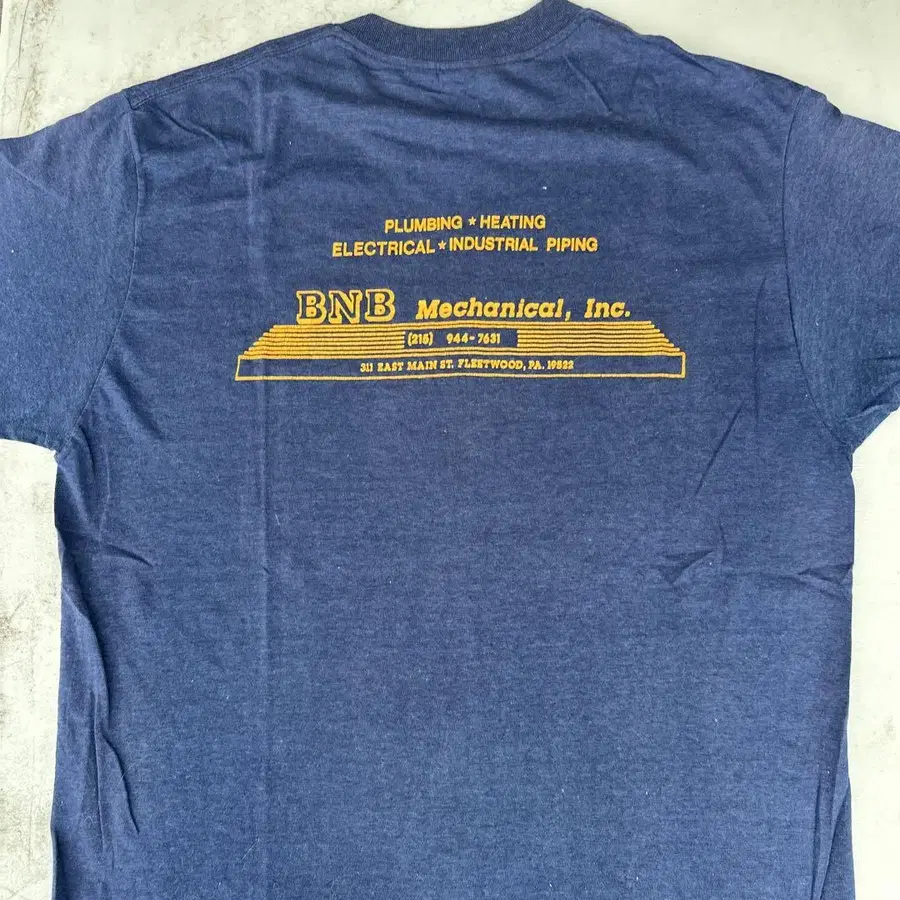 PLUMBING ★ HEATING
ELECTRICAL ★ INDUSTRIAL PIPING
BNB Mechanical, Inc.
(215) 944-7631
311 EAST MAIN ST. FLEETWOOD, PA. 19522